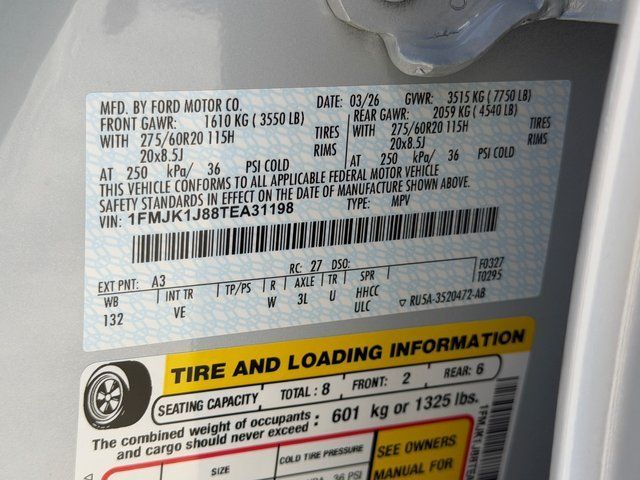 MFD. BY FORD MOTOR CO.
DATE: 03/26 GVWR: 3515 KG ( 7750 LB)
FRONT GAWR: 1610 KG ( 3550 LB)
REAR GAWR: 2059 KG ( 4540 LB)
WITH 275/60R20 115H TIRES
WITH 275/60R20 115H TIRES
20x8.5J RIMS
20x8.5J RIMS
AT 250 kPa/ 36 PSI COLD
AT 250 kPa/ 36 PSI COLD
THIS VEHICLE CONFORMS TO ALL APPLICABLE FEDERAL MOTOR VEHICLE
SAFETY STANDARDS IN EFFECT ON THE DATE OF MANUFACTURE SHOWN ABOVE.
VIN: 1FMJK1J88TEA31198 TYPE: MPV
F0327
T0295
EXT PNT: A3 RC: 27 DSO:
WB INT TR TP/PS R AXLE TR SPR
132 VE W 3L U HHCC
ULC
▽ RU5A-3520472-AB
TIRE AND LOADING INFORMATION
SEATING CAPACITY TOTAL : 8 FRONT: 2 REAR: 6
The combined weight of occupants : 601 kg or 1325 lbs.
and cargo should never exceed
SIZE COLD TIRE PRESSURE
SEE OWNERS
MANUAL FOR
36 PSI